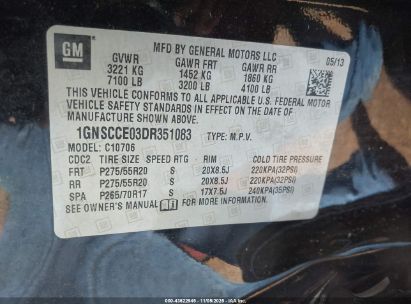 GM
MFD BY GENERAL MOTORS LLC
GVWR GAWR FRT GAWR RR 05/13
3221 KG 1452 KG 1860 KG
7100 LB 3200 LB 4100 LB
THIS VEHICLE CONFORMS TO ALL APPLICABLE U.S. FEDERAL MOTOR
VEHICLE SAFETY STANDARDS IN EFFECT ON THE DATE OF
MANUFACTURE SHOWN ABOVE.
1GNSCCE03DR351083 TYPE: M.P.V.
MODEL: C10706
CDC2 TIRE SIZE SPEED RTG RIM COLD TIRE PRESSURE
FRT P275/55R20 S 20X8.5J 220KPA(32PSI)
RR P275/55R20 S 20X8.5J 220KPA(32PSI)
SPA P265/70R17 S 17X7.5J 240KPA(35PSI)
SEE OWNER'S MANUAL FOR MORE INFORMATION.